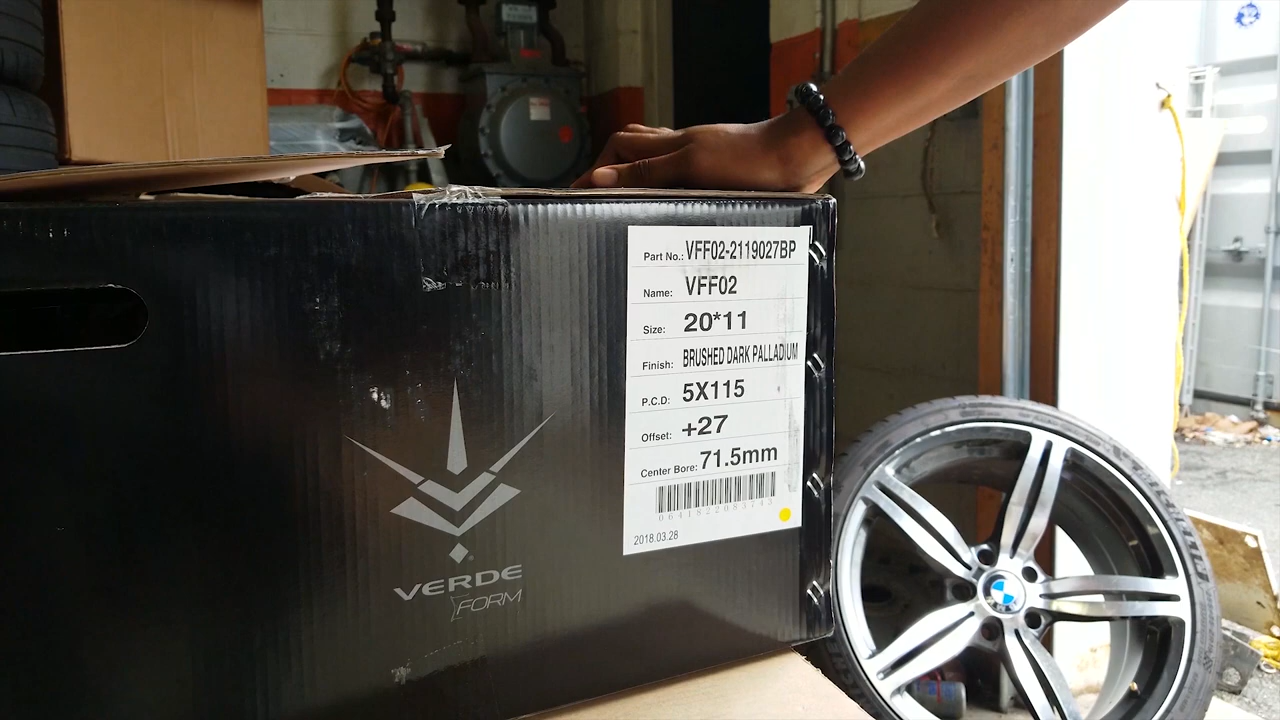 Part No.: VFF02-2119027BP
Name: VFF02
Size: 20*11
Finish: BRUSHED DARK PALLADIUM
P.C.D: 5X115
Offset: +27
Center Bore: 71.5mm
0641822083743
2018.03.28
VERDE
FORM